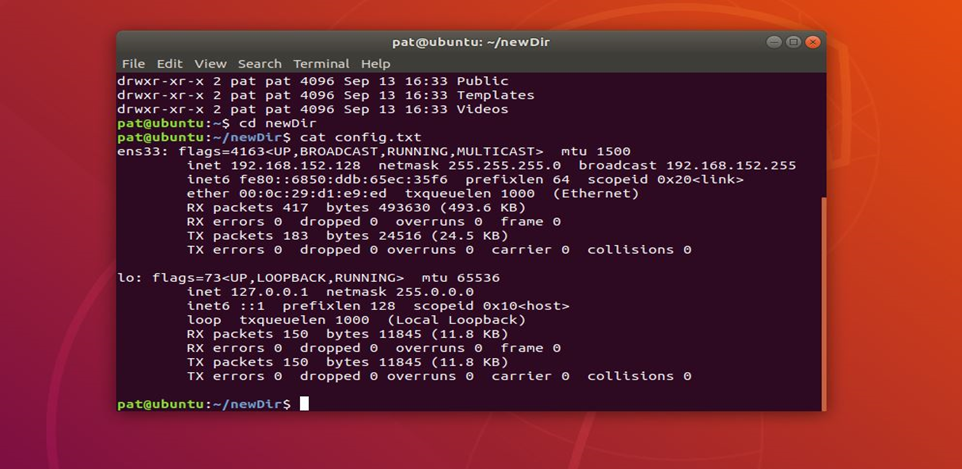 pat@ubuntu: ~/newDir
File Edit View Search Terminal Help
drwxr-xr-x 2 pat pat 4096 Sep 13 16:33 Public
drwxr-xr-x 2 pat pat 4096 Sep 13 16:33 Templates
drwxr-xr-x 2 pat pat 4096 Sep 13 16:33 Videos
pat@ubuntu:~$ cd newDir
pat@ubuntu:~/newDir$ cat config.txt
ens33: flags=4163<UP,BROADCAST,RUNNING,MULTICAST>  mtu 1500
        inet 192.168.152.128  netmask 255.255.255.0  broadcast 192.168.152.255
        inet6 fe80::6850:ddb:65ec:35f6  prefixlen 64  scopeid 0x20<link>
        ether 00:0c:29:d1:e9:ed  txqueuelen 1000  (Ethernet)
        RX packets 417  bytes 493630 (493.6 KB)
        RX errors 0  dropped 0  overruns 0  frame 0
        TX packets 183  bytes 24516 (24.5 KB)
        TX errors 0  dropped 0 overruns 0  carrier 0  collisions 0
lo: flags=73<UP,LOOPBACK,RUNNING>  mtu 65536
        inet 127.0.0.1  netmask 255.0.0.0
        inet6 ::1  prefixlen 128  scopeid 0x10<host>
        loop  txqueuelen 1000  (Local Loopback)
        RX packets 150  bytes 11845 (11.8 KB)
        RX errors 0  dropped 0  overruns 0  frame 0
        TX packets 150  bytes 11845 (11.8 KB)
        TX errors 0  dropped 0 overruns 0  carrier 0  collisions 0
pat@ubuntu:~/newDir$